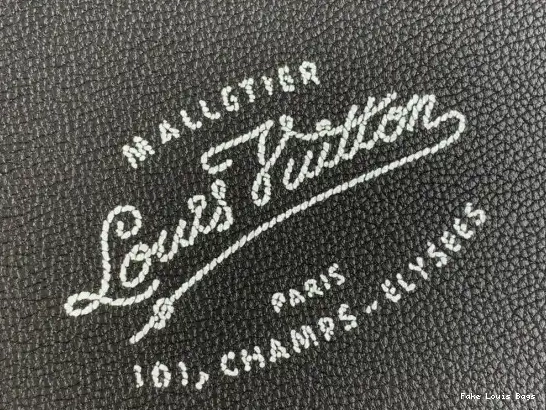 MALLETIER
Louis Vuitton
PARIS
101, CHAMPS-ELYSEES
Fake Louis Bags